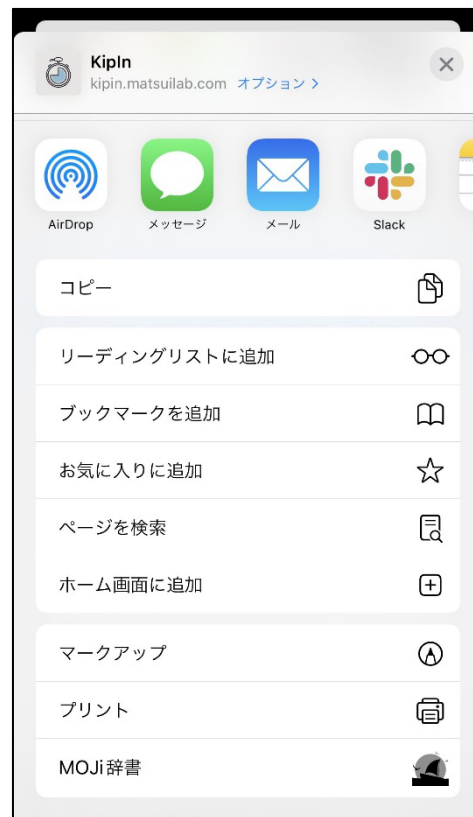 KipIn
kipin.matsuilab.com オプション >
AirDrop メッセージ メール Slack
コピー
リーディングリストに追加
ブックマークを追加
お気に入りに追加
ページを検索
ホーム画面に追加
マークアップ
プリント
MOJi辞書